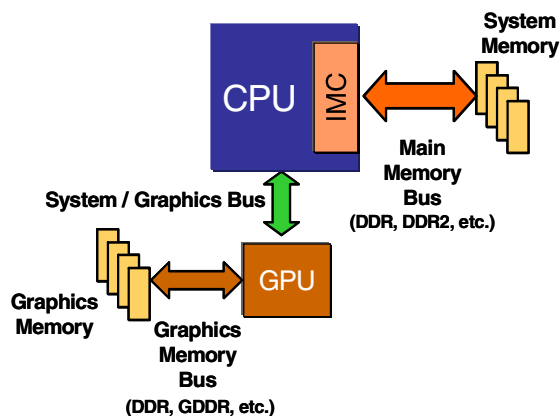 System
Memory
CPU
IMC
Main
Memory
Bus
(DDR, DDR2, etc.)
System / Graphics Bus
GPU
Graphics
Memory
Graphics
Memory
Bus
(DDR, GDDR, etc.)